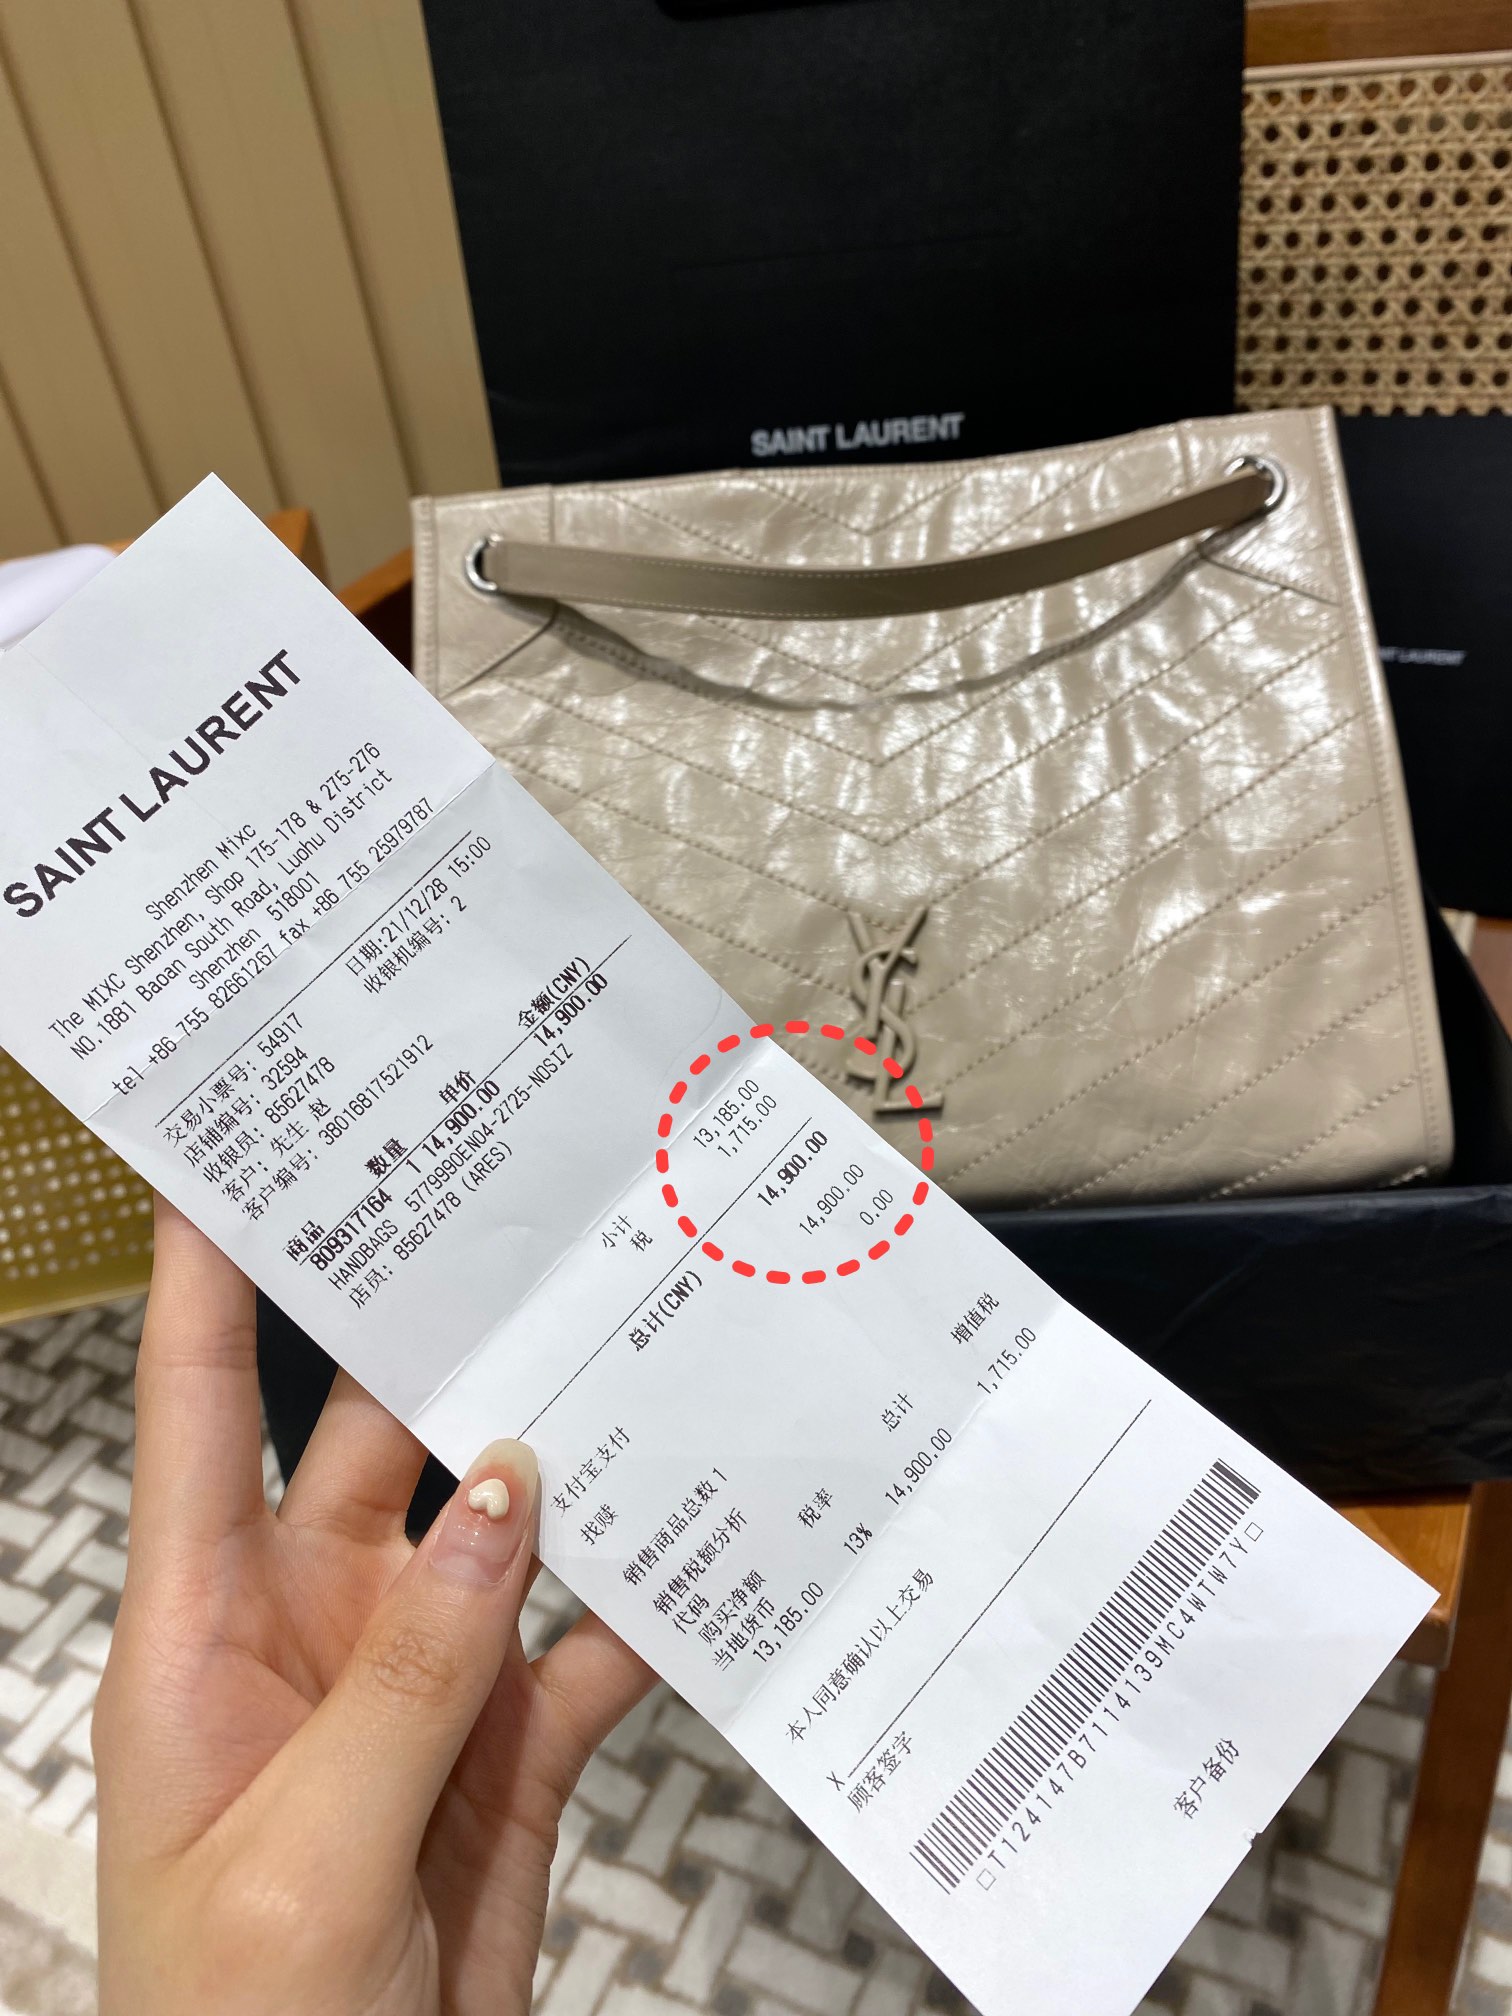 SAINT LAURENT
SAINT LAURENT
SAINT LAURENT
Shenzhen Mixc
The MIXC Shenzhen, Shop 175-178 & 275-276
NO.1881 Baoan South Road, Luohu District
Shenzhen 518001
tel +86 755 82661267 fax +86 755 25979787
日期:21/12/28 15:00
收银机编号: 2
交易小票号: 54917
店铺编号: 32594
收银员: 85627478
客户: 先生 赵
客户编号: 38016817521912
商品 数量 单价 金额(CNY)
809317164 1 14,900.00 14,900.00
HANDBAGS 5779990EN04-2725-NOSIZ
店员: 85627478 (ARES)
小计 13,185.00
税 1,715.00
总计(CNY) 14,900.00
支付宝支付 14,900.00
找赎 0.00
销售商品总数 1
销售税额分析
代码 税率 总计 增值税
购买净额 13% 14,900.00 1,715.00
当地货币
13,185.00
本人同意确认以上交易
X
顾客签字
T124147B7114139MC4WTW7Y
客户备份
YSL